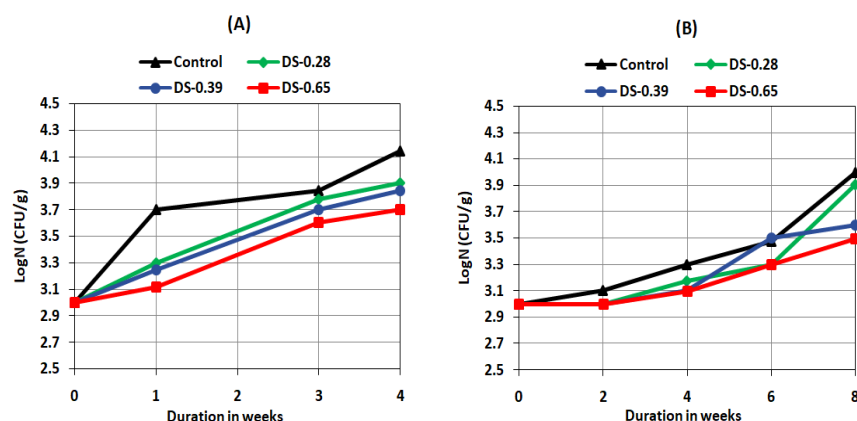 (A)
Control DS-0.28
DS-0.39 DS-0.65
4.5
4.3
4.1
3.9
3.7
3.5
3.3
3.1
2.9
2.7
2.5
LogN (CFU/g)
0 1 2 3 4
Duration in weeks
(B)
Control DS-0.28
DS-0.39 DS-0.65
4.5
4.3
4.1
3.9
3.7
3.5
3.3
3.1
2.9
2.7
2.5
LogN (CFU/g)
0 2 4 6 8
Duration in weeks